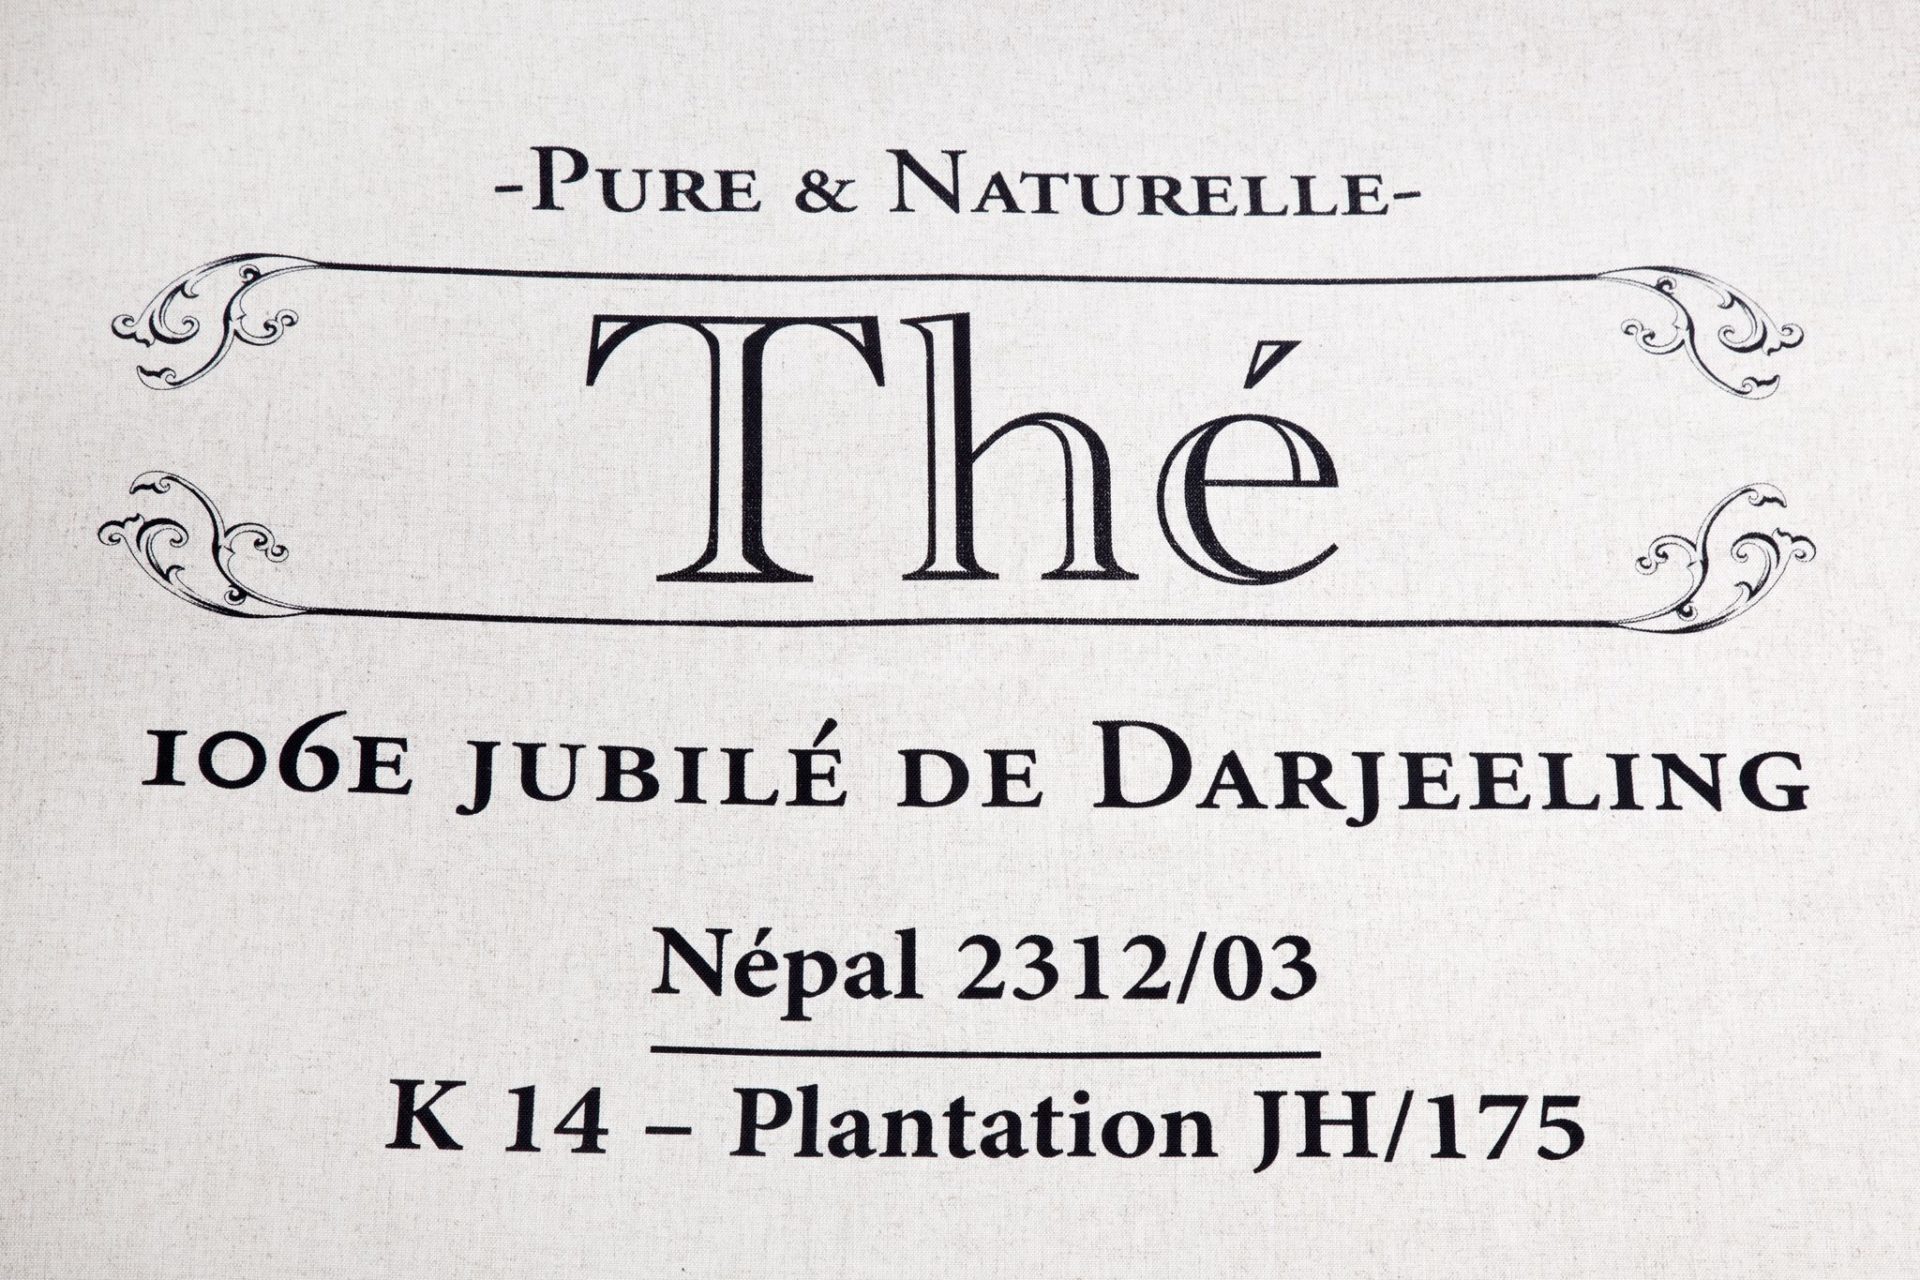 -Pure & Naturelle-
Thé
106e jubilé de Darjeeling
Népal 2312/03
K 14 – Plantation JH/175